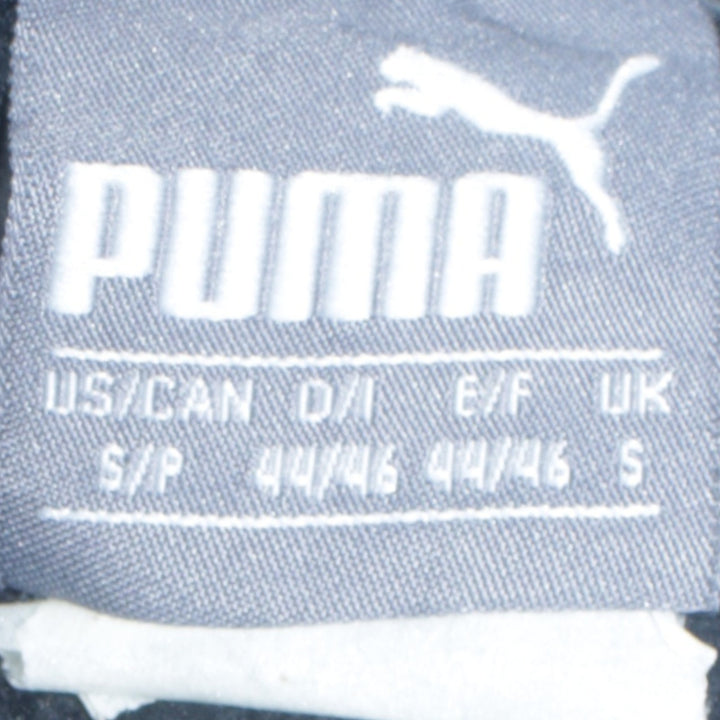 PUMA
US/CAN D/I E/F UK
S/P 44/46 44/46 S